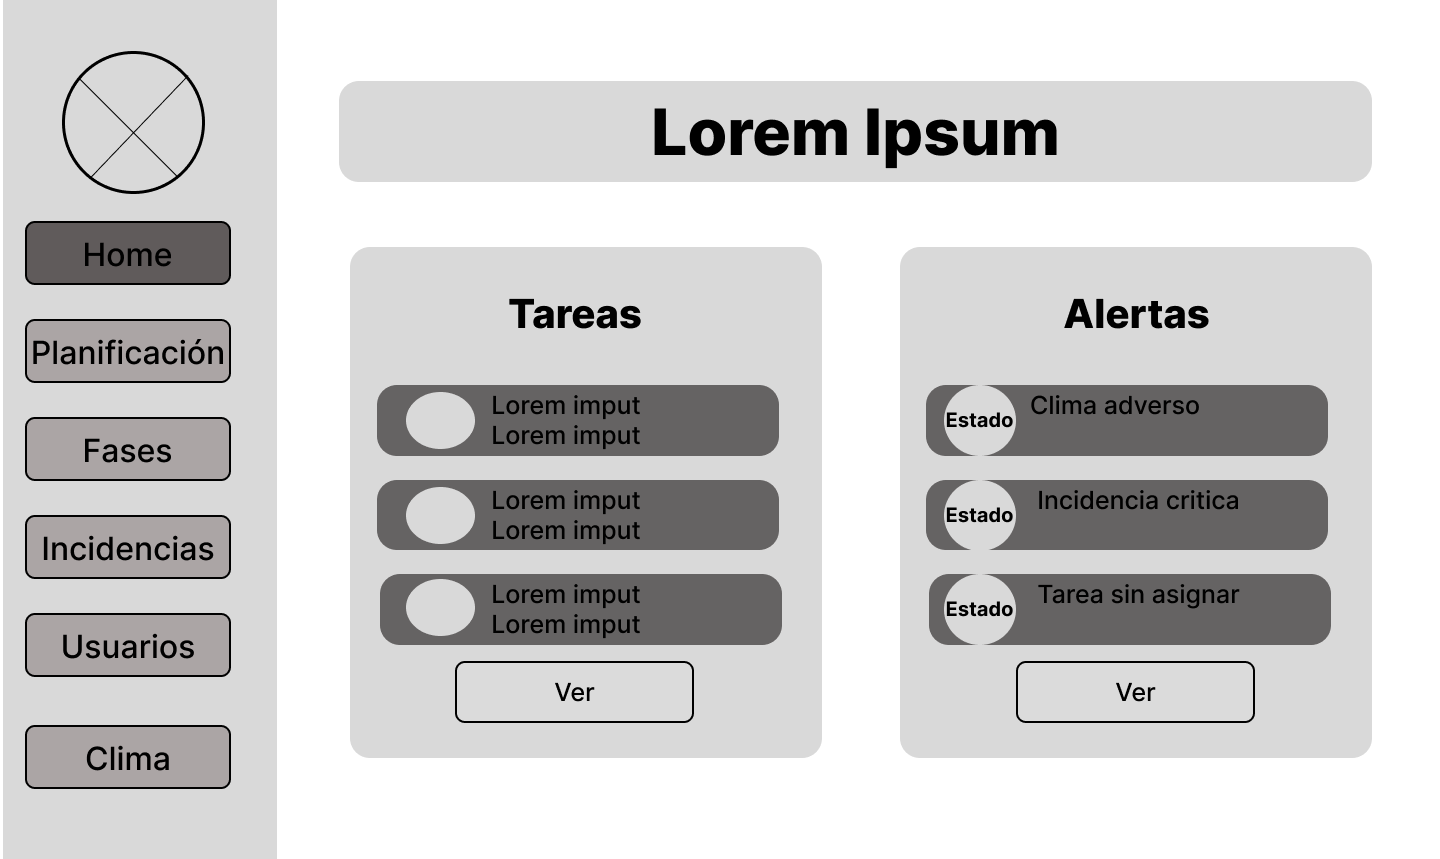 Home
Planificación
Fases
Incidencias
Usuarios
Clima
Lorem Ipsum
Tareas
Lorem imput
Lorem imput
Lorem imput
Lorem imput
Lorem imput
Lorem imput
Ver
Alertas
Estado
Clima adverso
Estado
Incidencia critica
Estado
Tarea sin asignar
Ver